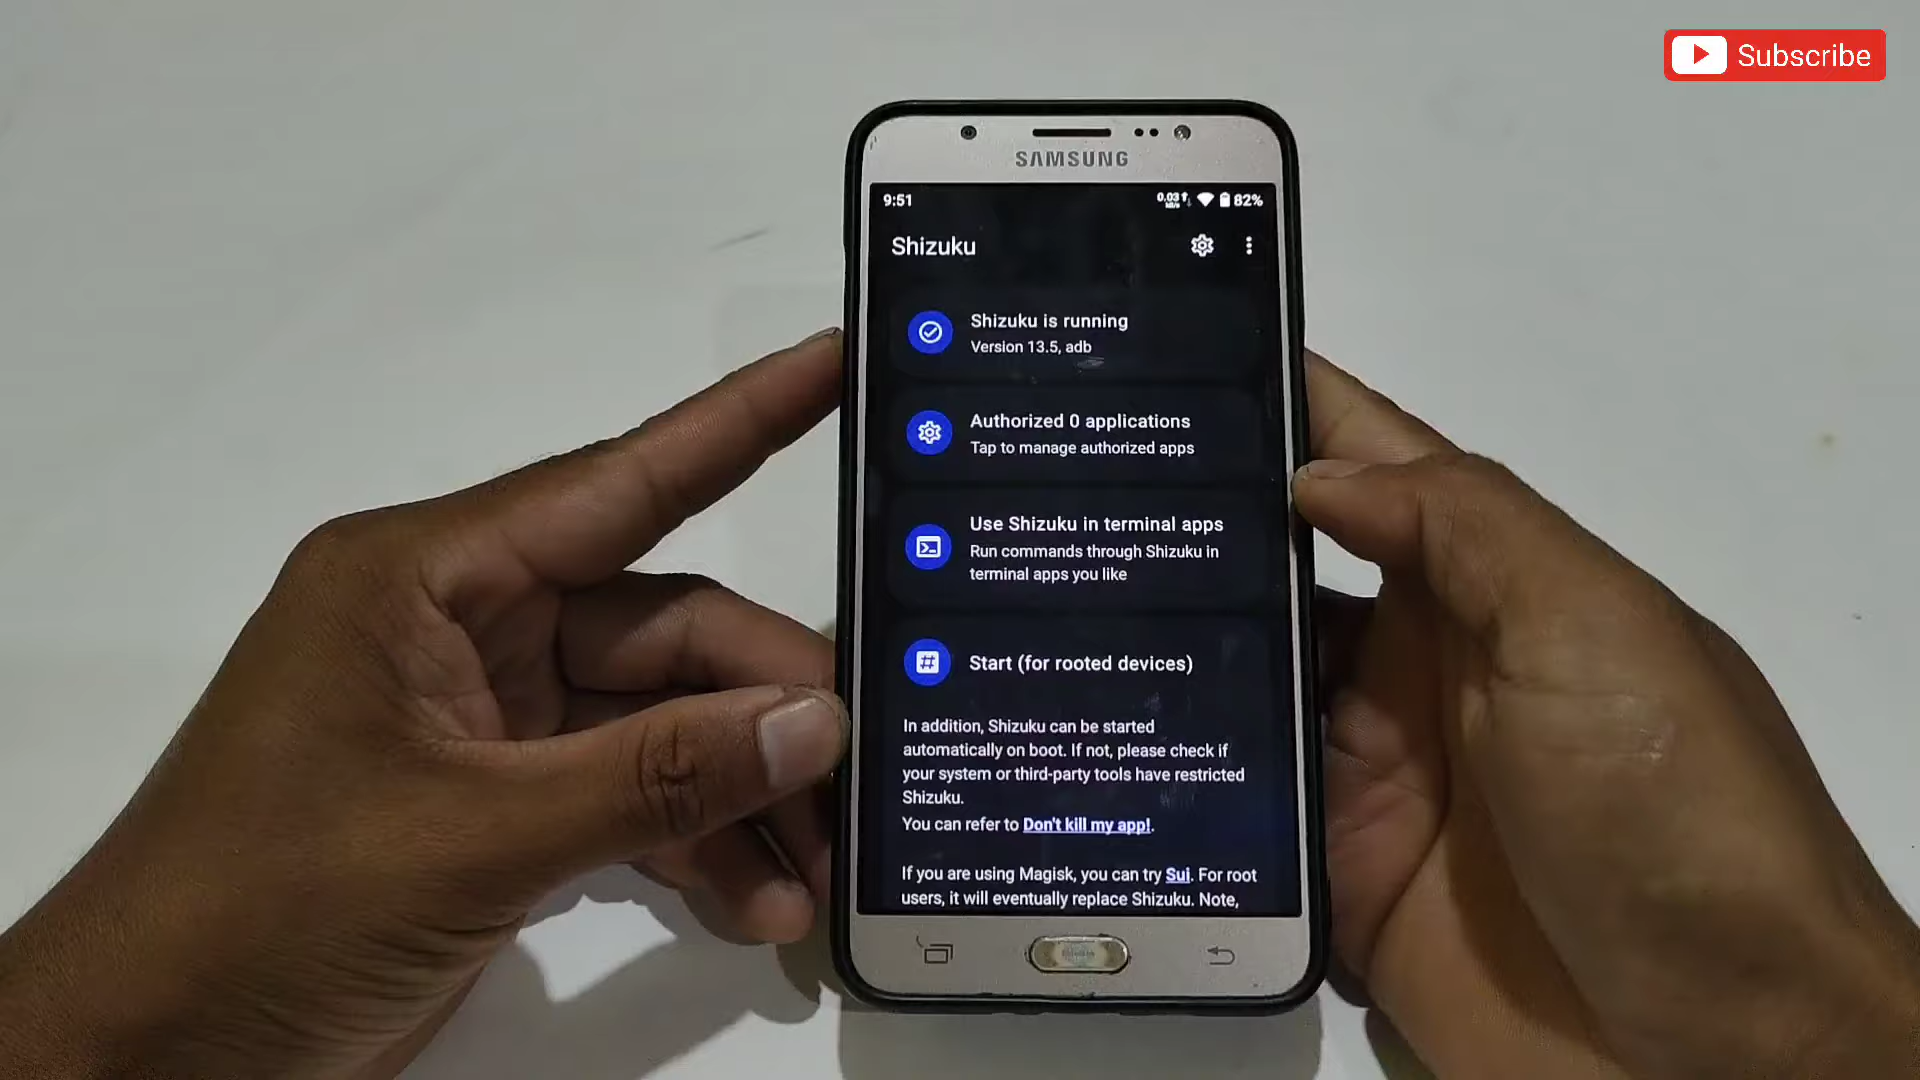 Subscribe
SAMSUNG
9:51
0.03
82%
Shizuku
Shizuku is running
Version 13.5, adb
Authorized 0 applications
Tap to manage authorized apps
Use Shizuku in terminal apps
Run commands through Shizuku in
terminal apps you like
Start (for rooted devices)
In addition, Shizuku can be started
automatically on boot. If not, please check if
your system or third-party tools have restricted
Shizuku.
You can refer to Don't kill my app!.
If you are using Magisk, you can try Sui. For root
users, it will eventually replace Shizuku. Note,